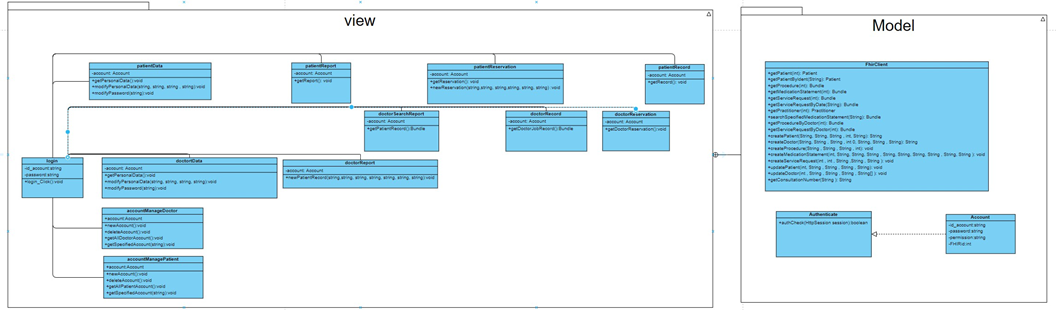 view
patientData
-account: Account
+getPersonalData():void
+modifyPersonalData(string, string, string , string):void
+modifyPassword(string):void
patientReport
-account: Account
+getReport(): void
patientReservation
-account: Account
+getReservation(): void
+newReservation(string,string,string,string,string, string): void
patientRecord
-account: Account
+getRecord(): void
doctorSearchReport
-account: Account
+getPatientRecord():Bundle
doctorRecord
-account: Account
+getDoctorJobRecord():Bundle
doctorReservation
-account: Account
+getDoctorReservation():void
login
-id_account:string
-password:string
+login_Click():void
doctortData
-account:Account
+getPersonalData():void
+modifyPersonalData(string, string, string, string):void
+modifyPassword(string):void
doctorReport
-account: Account
+newPatientRecord(string,string, string, string, string, string):void
accountManageDoctor
+account:Account
+newAccount():void
+deleteAccount():void
+getAllDoctorAccount():void
+getSpecifiedAccount(string):void
accountManagePatient
+account:Account
+newAccount():void
+deleteAccount():void
+getAllPatientAccount():void
+getSpecifiedAccount(string):void
Model
FhirClient
+getPatient(int): Patient
+getPatientByIdent(String): Patient
+getProcedure(int): Bundle
+getMedicationStatement(int): Bundle
+getServiceRequest(int): Bundle
+getServiceRequestByDate(String): Bundle
+getPractitioner(int): Practitioner
+searchSpecifiedMedicationStatement(String): Bundle
+getProcedureByDoctor(int): Bundle
+getServiceRequestByDoctor(int): Bundle
+createPatient(String, String, String , int, String): String
+createDoctor(String, String, String , int 0, String, String , String): String
+createProcedure(String , String , String , int): void
+createMedicationStatement(int, String, String, String , String, String, String , String, String ): void
+createServiceRequest(int , int , String , String , String ): void
+updatePatient(int, String , String , String, String): void
+updateDoctor(int , String , String , String , String[] ): void
+getConsultationNumber(String ): String
Authenticate
+authCheck(HttpSession session):boolean
Account
-id_account:string
-password:string
-permission:string
-FHIRid:int